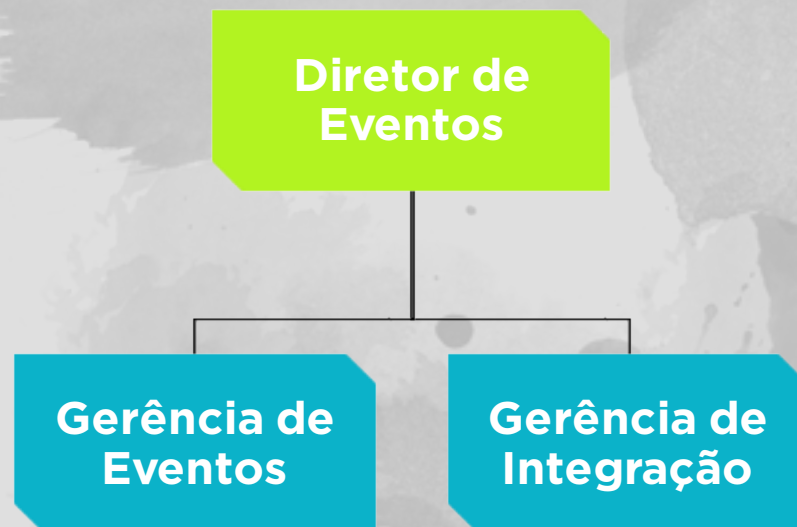 Diretor de
Eventos
Gerência de
Eventos
Gerência de
Integração